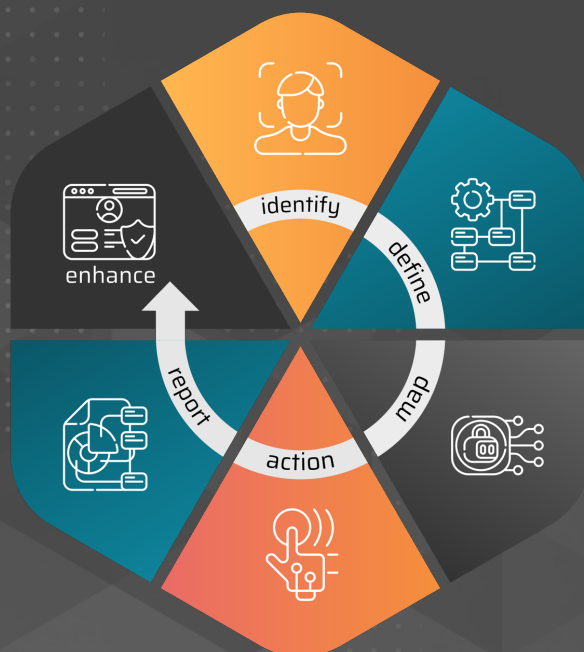 identify
define
map
action
report
enhance